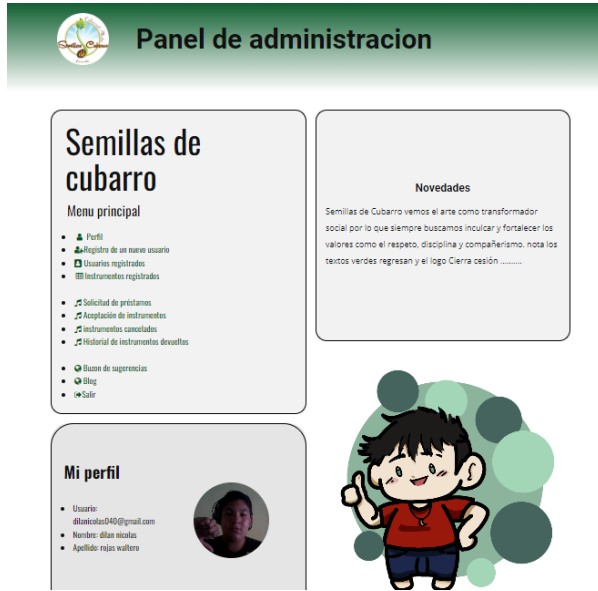 Semillas Cubarro
Panel de administracion
Semillas de
cubarro
Menu principal
Perfil
Registro de un nuevo usuario
Usuarios registrados
Instrumentos registrados
Solicitud de préstamos
Aceptación de instrumentos
instrumentos cancelados
Historial de instrumentos devueltos
Buzon de sugerencias
Blog
Salir
Novedades
Semillas de Cubarro vemos el arte como transformador
social por lo que siempre buscamos inculcar y fortalecer los
valores como el respeto, disciplina y compañerismo. nota los
textos verdes regresan y el logo Cierra cesión ..........
Mi perfil
Usuario:
dilanicolas040@gmail.com
Nombre: dilan nicolas
Apellido: rojas waltero